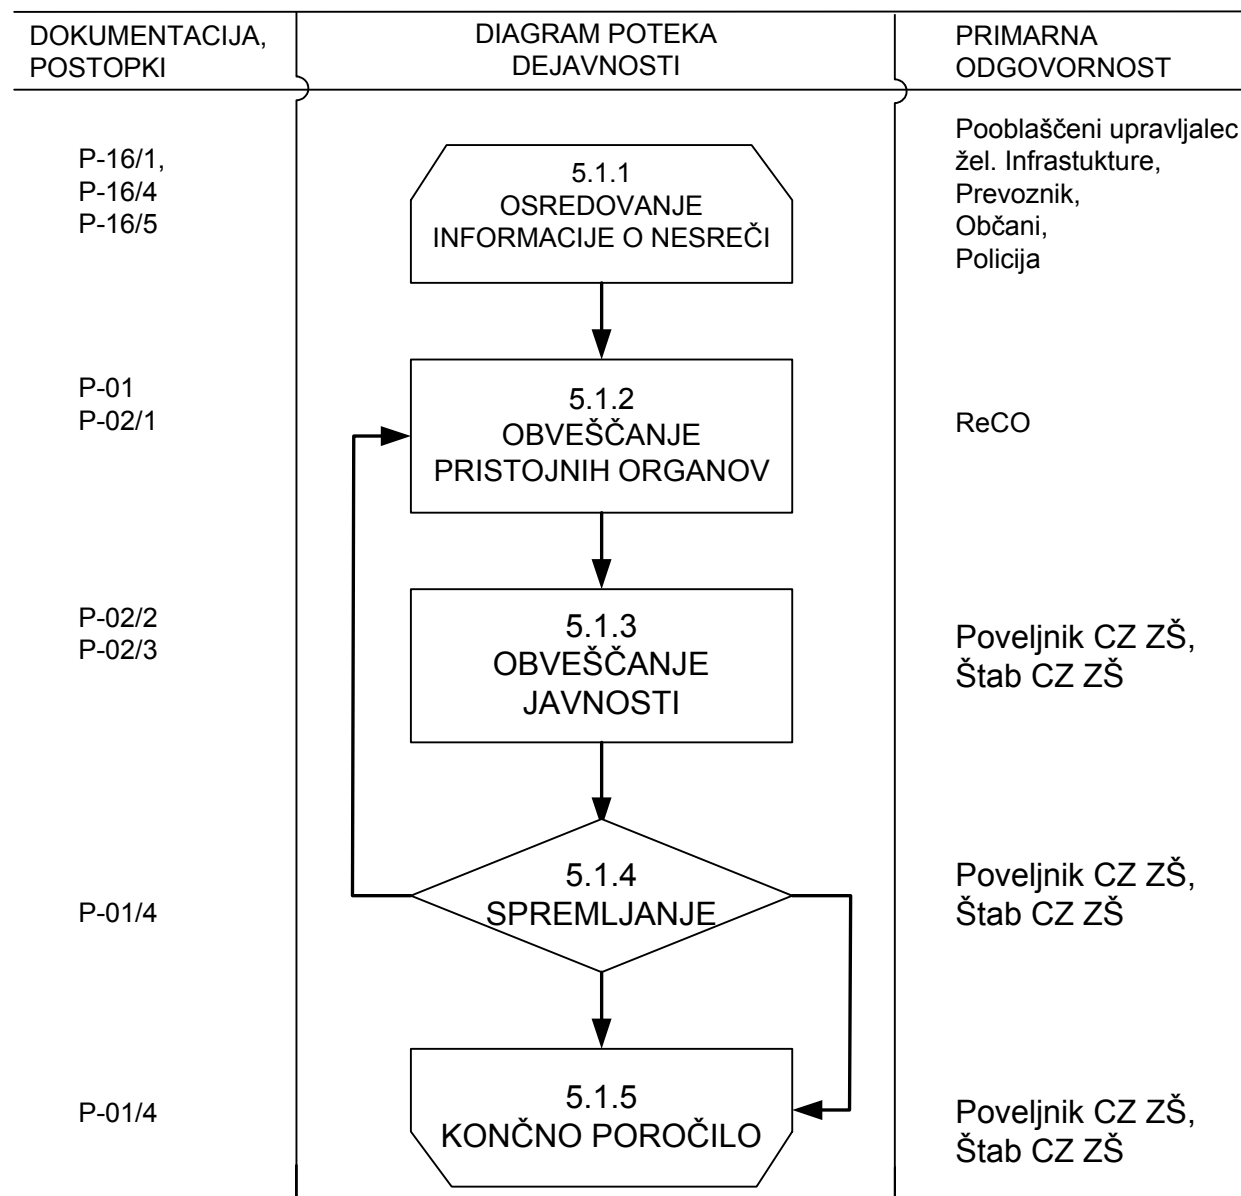 DOKUMENTACIJA,
POSTOPKI
DIAGRAM POTEKA
DEJAVNOSTI
PRIMARNA
ODGOVORNOST
P-16/1,
P-16/4
P-16/5
5.1.1
OSREDOVANJE
INFORMACIJE O NESREČI
Pooblaščeni upravljalec
žel. Infrastukture,
Prevoznik,
Občani,
Policija
P-01
P-02/1
5.1.2
OBVEŠČANJE
PRISTOJNIH ORGANOV
ReCO
P-02/2
P-02/3
5.1.3
OBVEŠČANJE
JAVNOSTI
Poveljnik CZ ZŠ,
Štab CZ ZŠ
P-01/4
5.1.4
SPREMLJANJE
Poveljnik CZ ZŠ,
Štab CZ ZŠ
P-01/4
5.1.5
KONČNO POROČILO
Poveljnik CZ ZŠ,
Štab CZ ZŠ